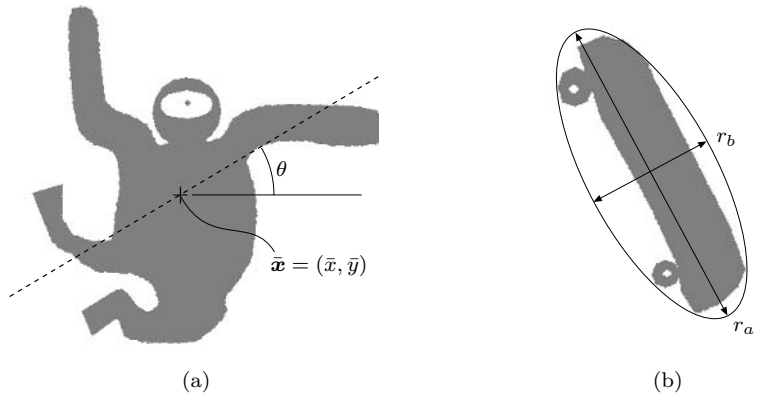 θ
x̄ = (x̄, ȳ)
r_b
r_a
(a)
(b)